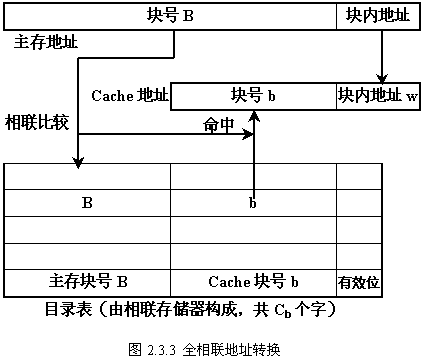 块号 B 块内地址
主存地址
Cache 地址 块号 b 块内地址 w
相联比较
命中
B b
主存块号 B Cache 块号 b 有效位
目录表（由相联存储器构成，共 Cb 个字）
图 2.3.3 全相联地址转换